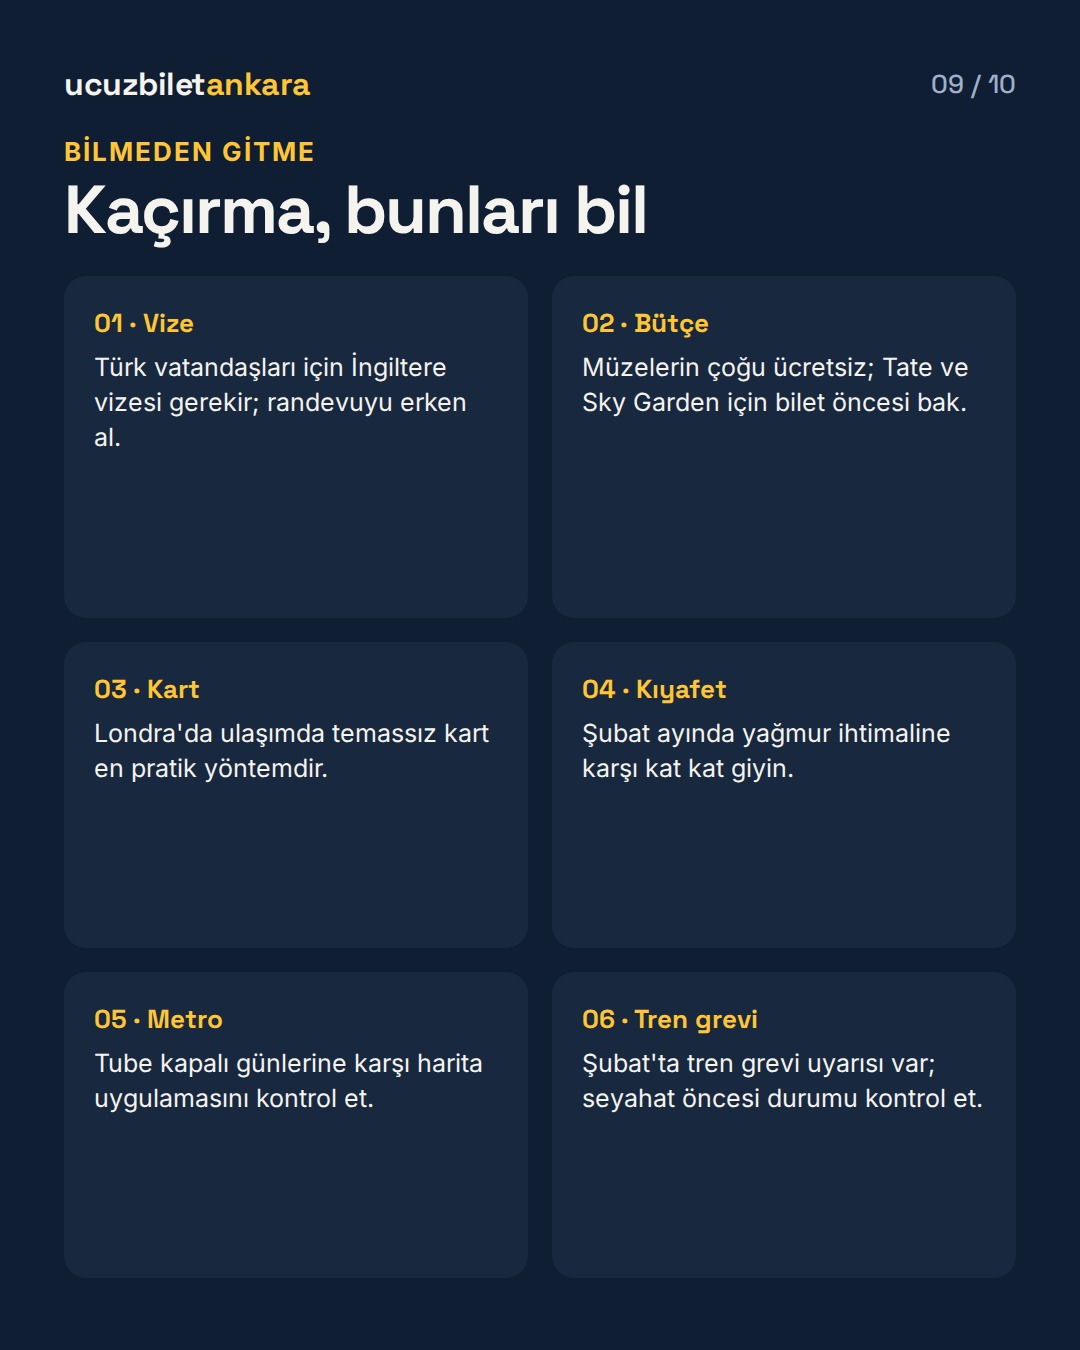 ucuzbiletankara
09 / 10
BİLMEDEN GİTME
Kaçırma, bunları bil
01 · Vize
Türk vatandaşları için İngiltere
vizesi gerekir; randevuyu erken
al.
02 · Bütçe
Müzelerin çoğu ücretsiz; Tate ve
Sky Garden için bilet öncesi bak.
03 · Kart
Londra'da ulaşımda temassız kart
en pratik yöntemdir.
04 · Kıyafet
Şubat ayında yağmur ihtimaline
karşı kat kat giyin.
05 · Metro
Tube kapalı günlerine karşı harita
uygulamasını kontrol et.
06 · Tren grevi
Şubat'ta tren grevi uyarısı var;
seyahat öncesi durumu kontrol et.